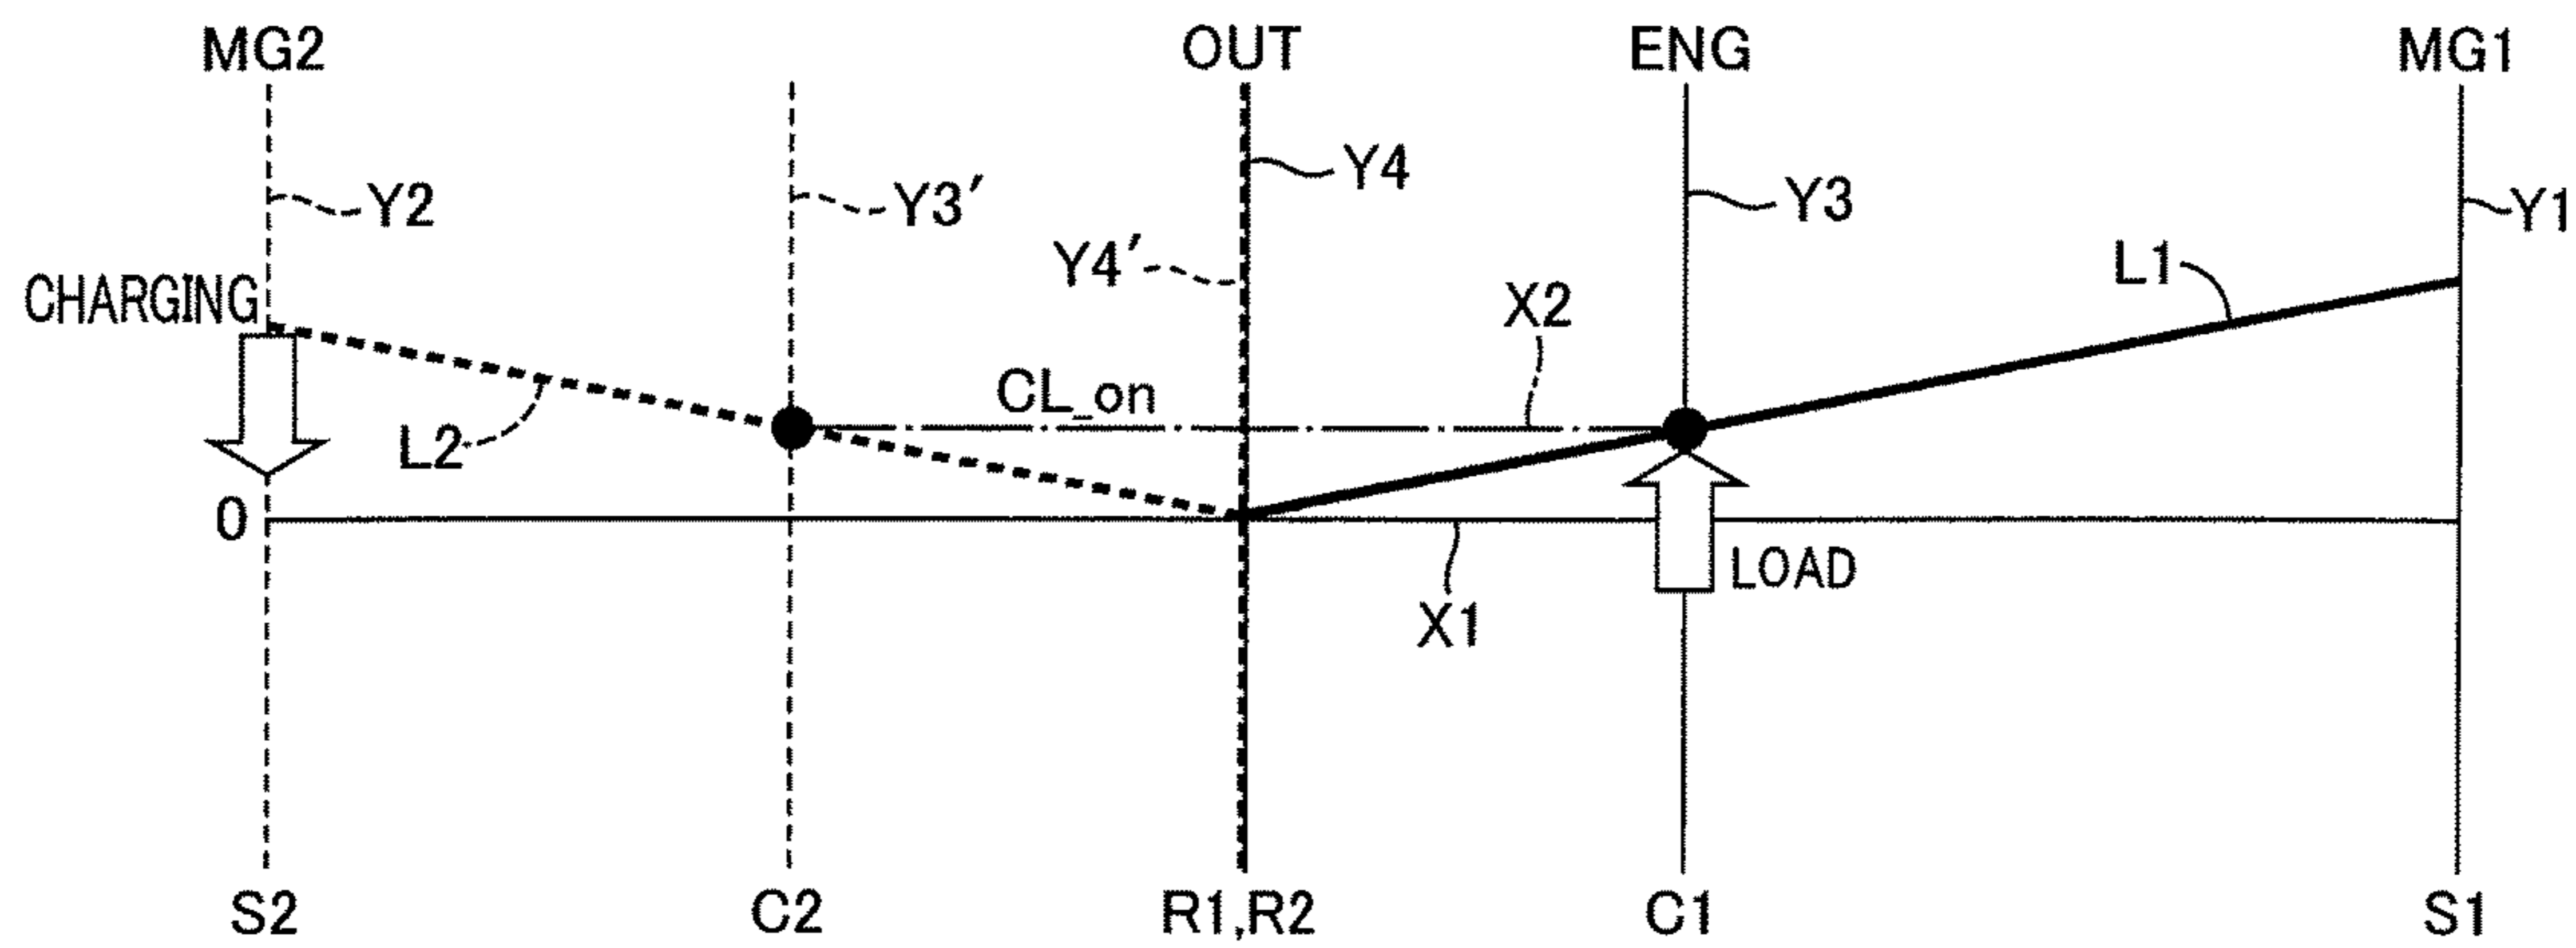 MG2 OUT ENG MG1
Y4
Y2 Y3′ Y3 Y1
Y4′ L1
CHARGING X2
CL_on
L2
0
LOAD
X1
S2 C2 R1,R2 C1 S1